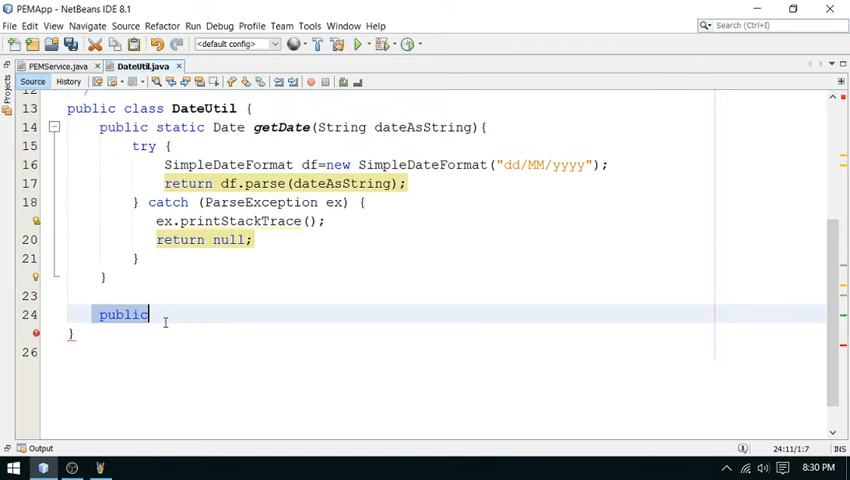 PEMApp - NetBeans IDE 8.1
File Edit View Navigate Source Refactor Run Debug Profile Team Tools Window Help
Search (Ctrl+I)
<default config>
PEMService.java DateUtil.java
Source History
Projects
12 */
13 public class DateUtil {
14 public static Date getDate(String dateAsString){
15 try {
16 SimpleDateFormat df=new SimpleDateFormat("dd/MM/yyyy");
17 return df.parse(dateAsString);
18 } catch (ParseException ex) {
ex.printStackTrace();
20 return null;
21 }
}
23
24 public
}
26
Output
24:11/1:7 INS
8:30 PM